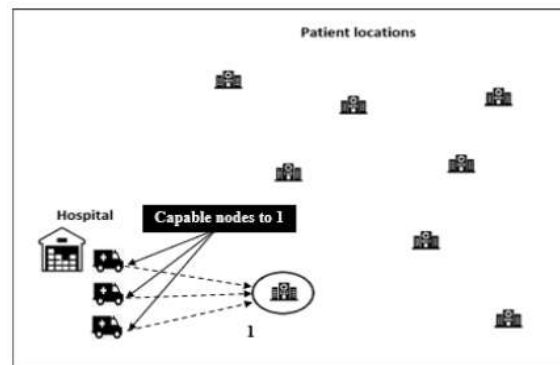 Patient locations
Hospital
Capable nodes to 1
1